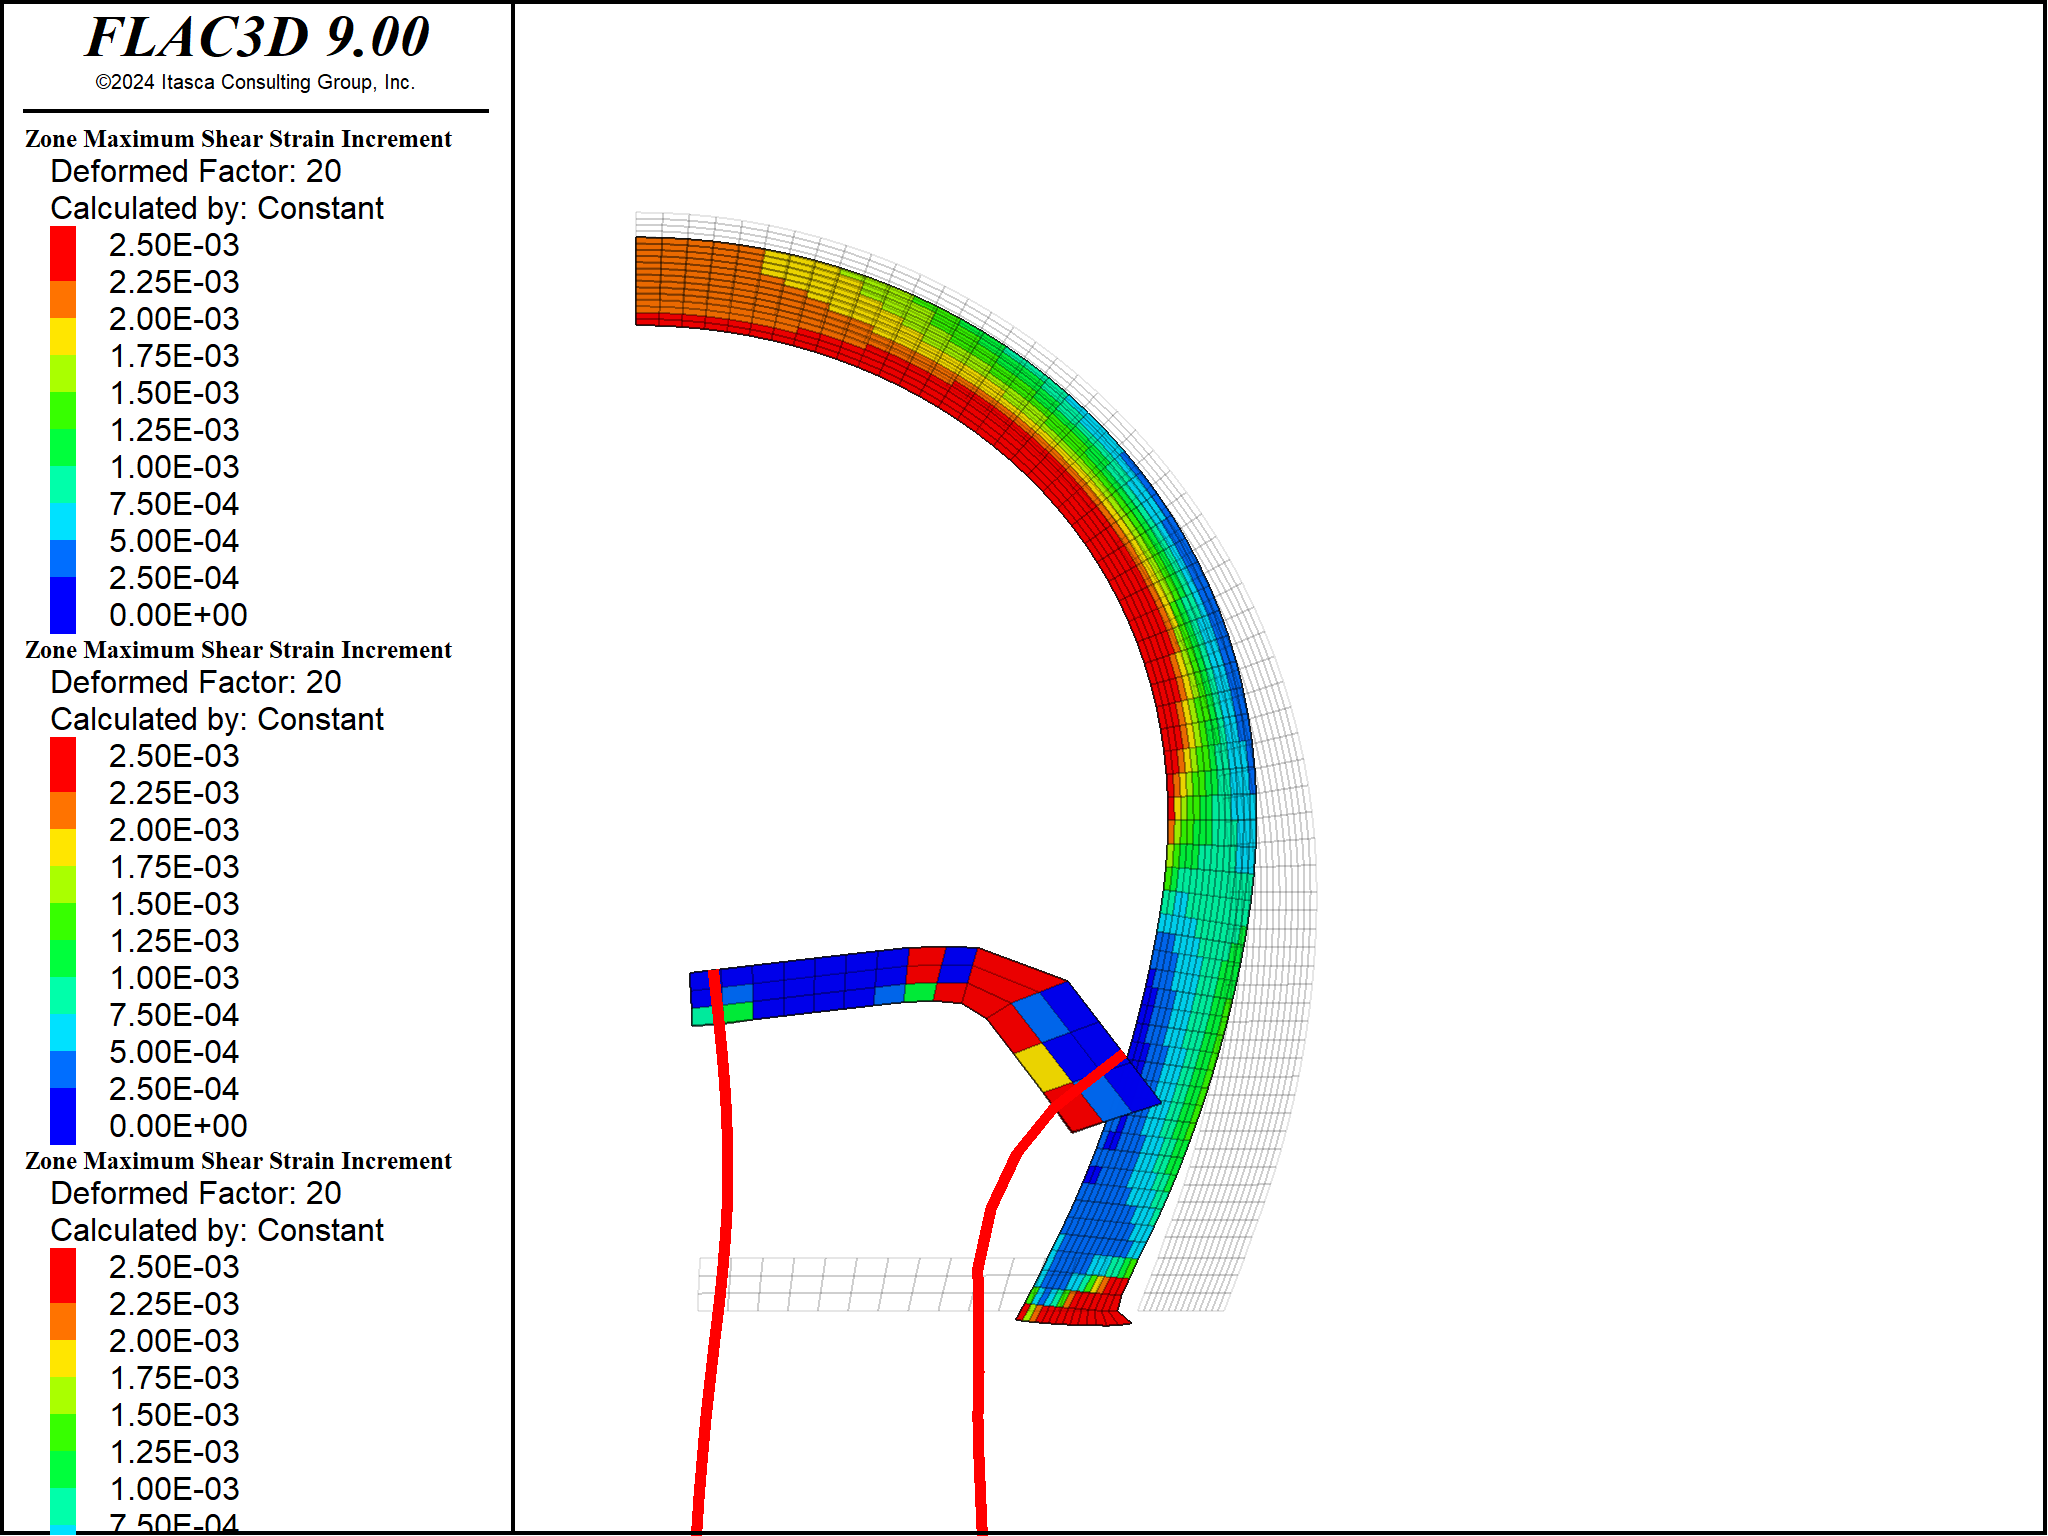 FLAC3D 9.00
©2024 Itasca Consulting Group, Inc.
Zone Maximum Shear Strain Increment
Deformed Factor: 20
Calculated by: Constant
2.50E-03
2.25E-03
2.00E-03
1.75E-03
1.50E-03
1.25E-03
1.00E-03
7.50E-04
5.00E-04
2.50E-04
0.00E+00
Zone Maximum Shear Strain Increment
Deformed Factor: 20
Calculated by: Constant
2.50E-03
2.25E-03
2.00E-03
1.75E-03
1.50E-03
1.25E-03
1.00E-03
7.50E-04
5.00E-04
2.50E-04
0.00E+00
Zone Maximum Shear Strain Increment
Deformed Factor: 20
Calculated by: Constant
2.50E-03
2.25E-03
2.00E-03
1.75E-03
1.50E-03
1.25E-03
1.00E-03
7.50E-04